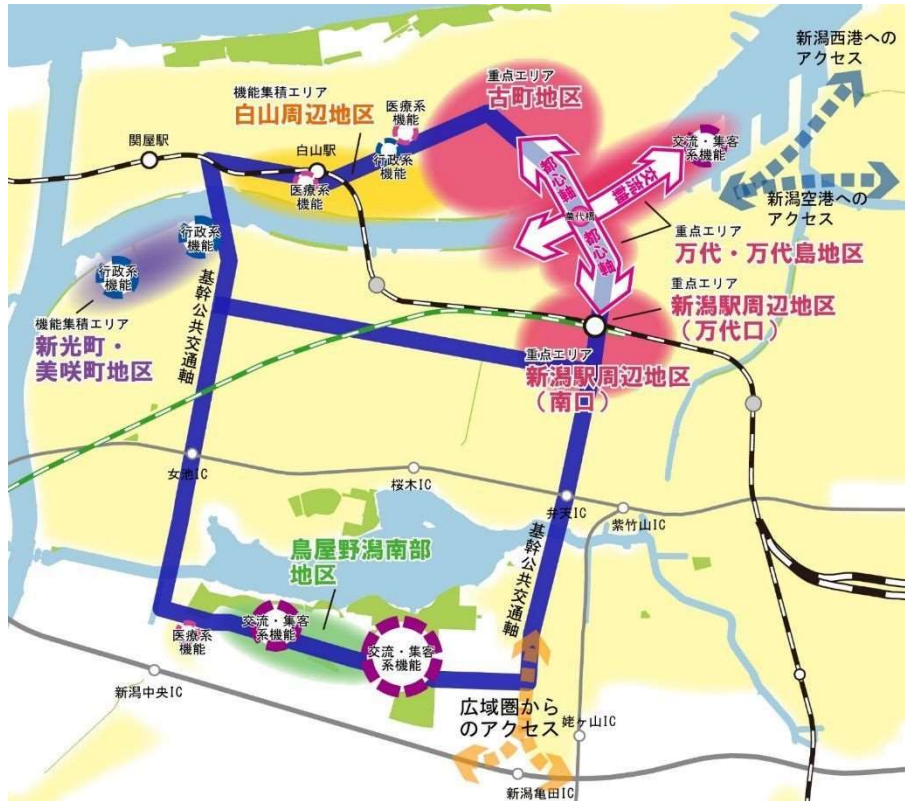 新潟西港への
アクセス
重点エリア
古町地区
機能集積エリア
白山周辺地区
医療系
機能
関屋駅
白山駅
行政系
機能
医療系
機能
交流・集客
系機能
都心軸
交流軸
萬代橋
都心軸
新潟空港への
アクセス
重点エリア
万代・万代島地区
行政系
機能
行政系
機能
重点エリア
新潟駅周辺地区
（万代口）
機能集積エリア
新光町・
美咲町地区
基幹公共交通軸
重点エリア
新潟駅周辺地区
（南口）
女池IC
桜木IC
弁天IC
紫竹山IC
鳥屋野潟南部
地区
基幹公共交通軸
医療系
機能
交流・集客
系機能
交流・集客
系機能
新潟中央IC
広域圏から
のアクセス
姥ヶ山IC
新潟亀田IC